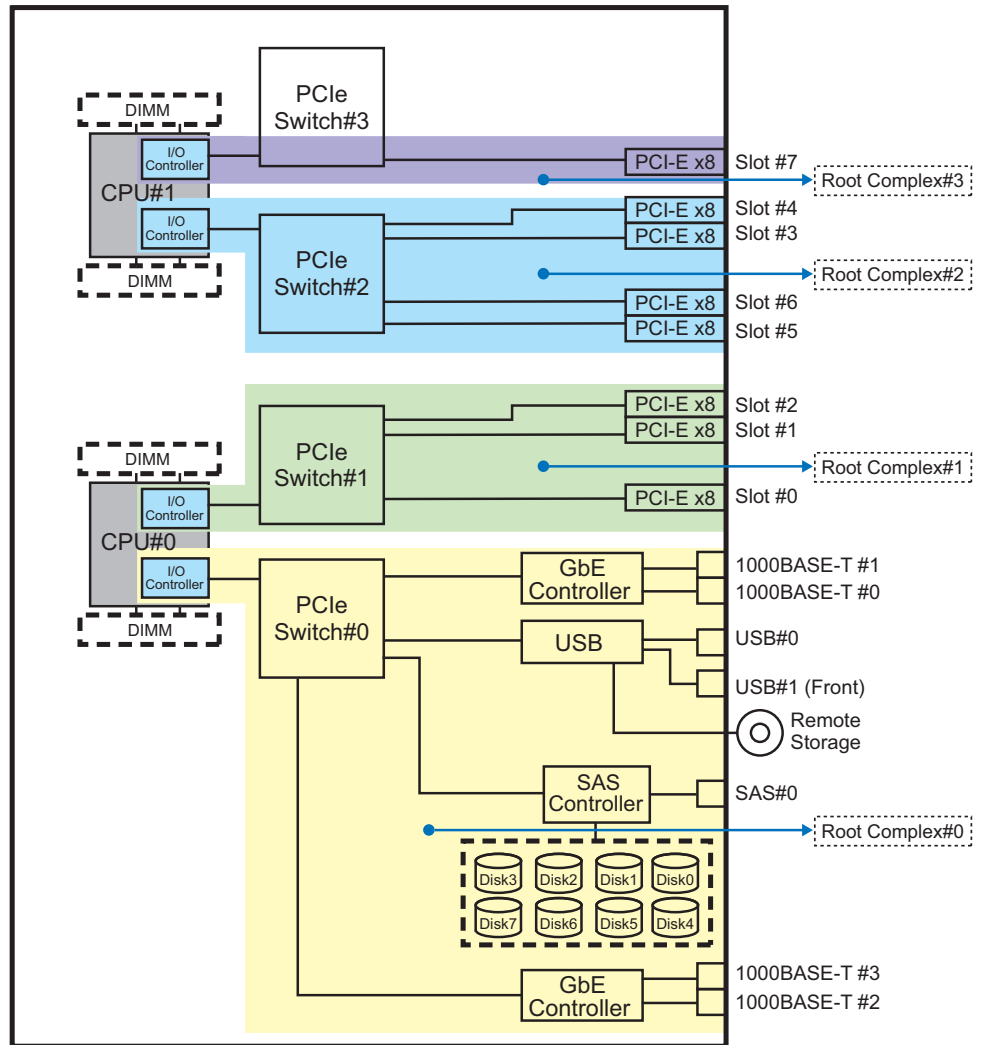 PCIe
Switch#3
DIMM
I/O
Controller
CPU#1
PCI-E x8
Slot #7
Root Complex#3
I/O
Controller
DIMM
PCIe
Switch#2
PCI-E x8
Slot #4
PCI-E x8
Slot #3
Root Complex#2
PCI-E x8
Slot #6
PCI-E x8
Slot #5
PCI-E x8
Slot #2
PCI-E x8
Slot #1
PCIe
Switch#1
Root Complex#1
DIMM
I/O
Controller
PCI-E x8
Slot #0
CPU#0
I/O
Controller
DIMM
PCIe
Switch#0
GbE
Controller
1000BASE-T #1
1000BASE-T #0
USB
USB#0
USB#1 (Front)
Remote
Storage
SAS
Controller
SAS#0
Root Complex#0
Disk3
Disk2
Disk1
Disk0
Disk7
Disk6
Disk5
Disk4
GbE
Controller
1000BASE-T #3
1000BASE-T #2